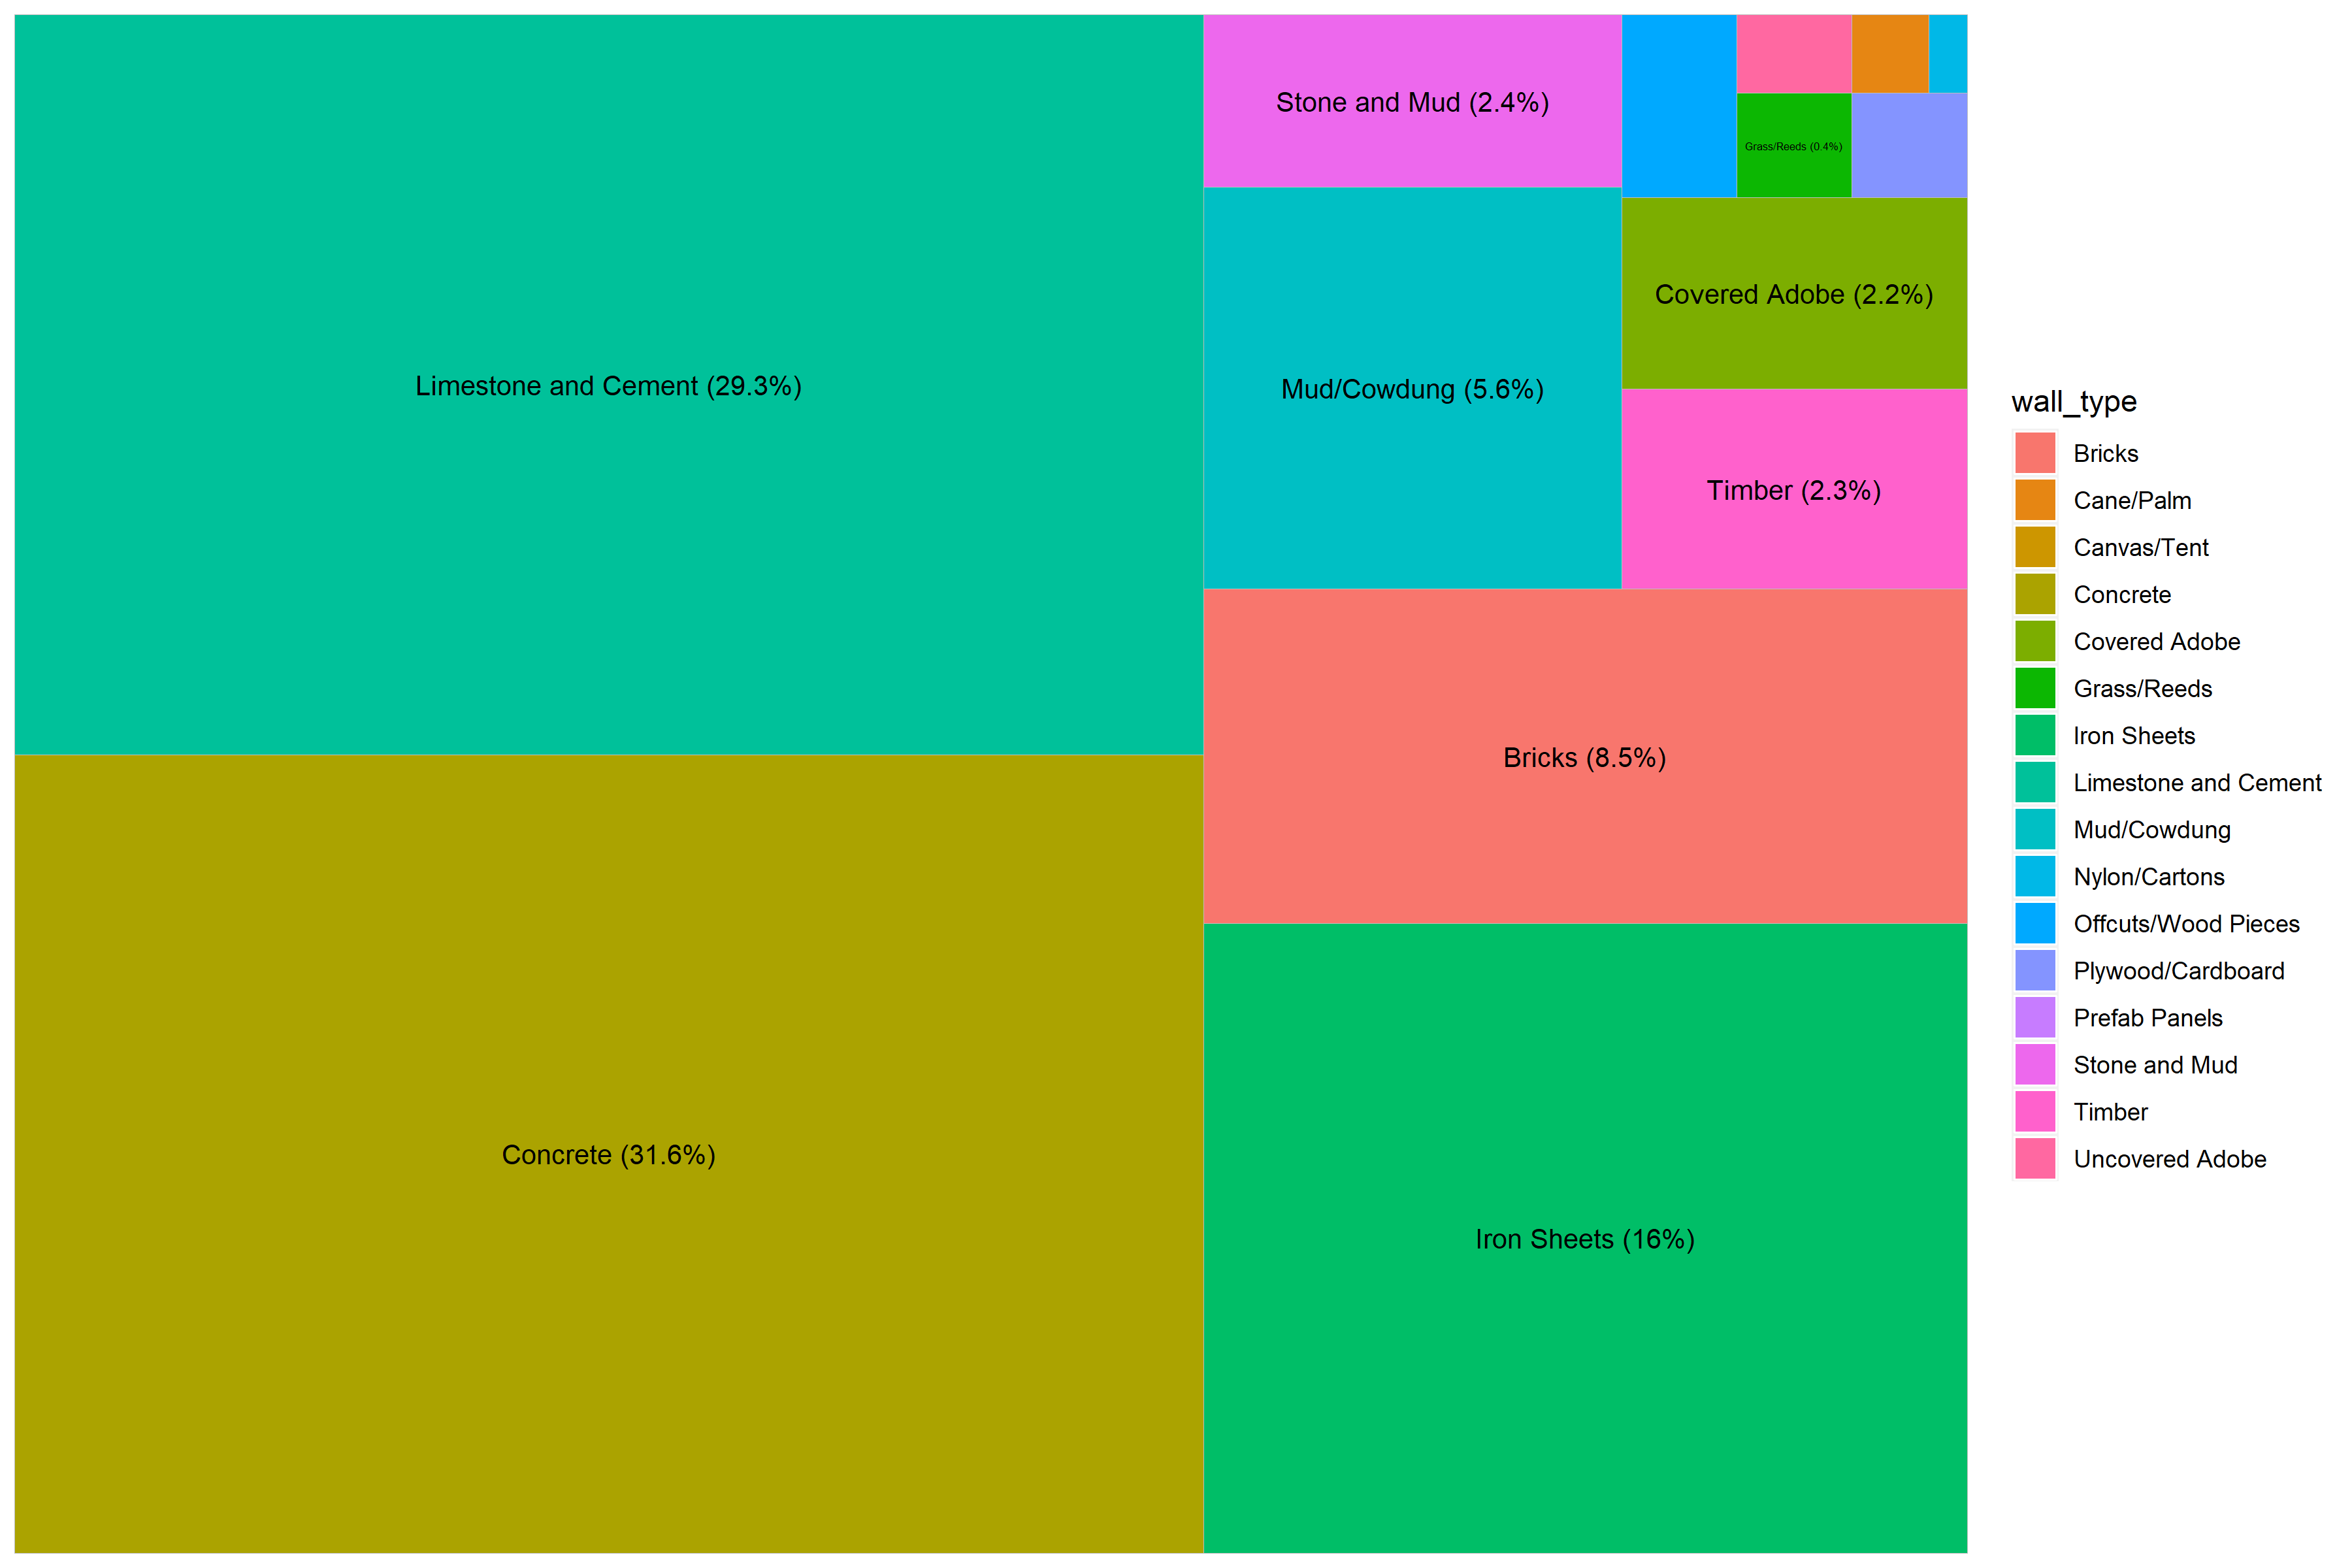 Stone and Mud (2.4%)
Grass/Reeds (0.4%)
Covered Adobe (2.2%)
Limestone and Cement (29.3%)
Mud/Cowdung (5.6%)
Timber (2.3%)
Bricks (8.5%)
Concrete (31.6%)
Iron Sheets (16%)
wall_type
Bricks
Cane/Palm
Canvas/Tent
Concrete
Covered Adobe
Grass/Reeds
Iron Sheets
Limestone and Cement
Mud/Cowdung
Nylon/Cartons
Offcuts/Wood Pieces
Plywood/Cardboard
Prefab Panels
Stone and Mud
Timber
Uncovered Adobe